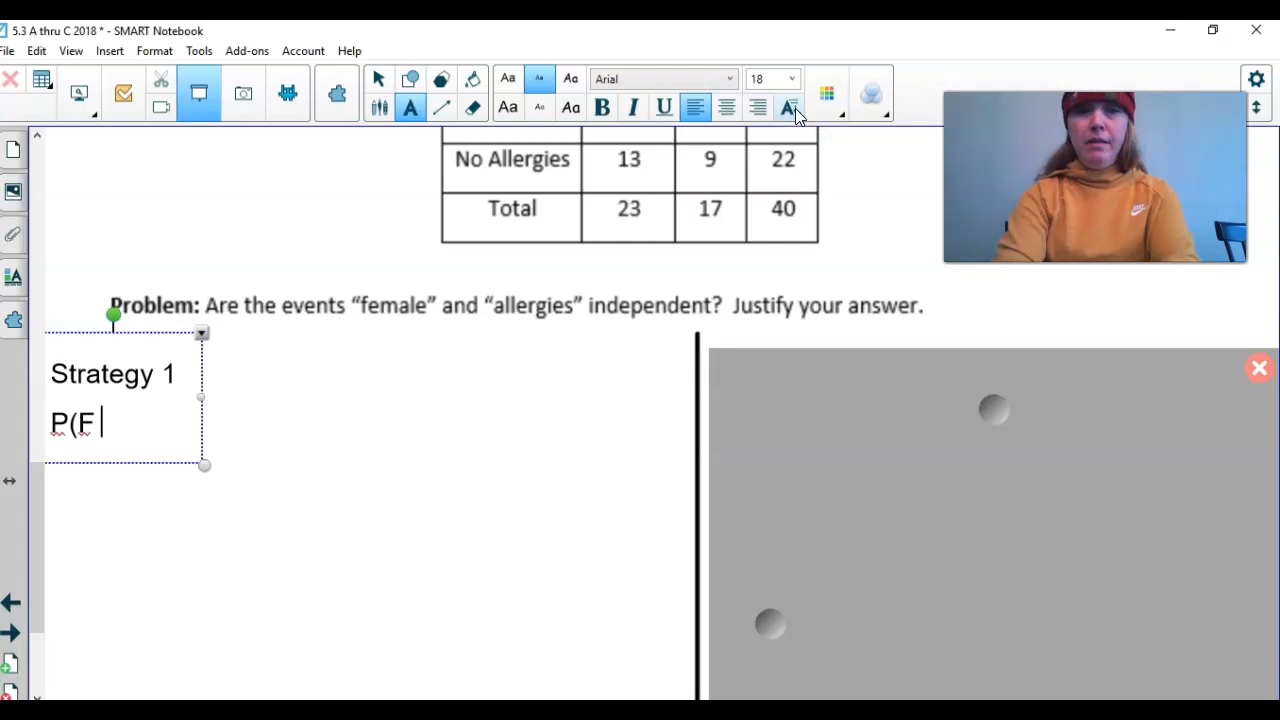 5.3 A thru C 2018 * - SMART Notebook
File Edit View Insert Format Tools Add-ons Account Help
Aa Aa Aa Arial 18
Aa Aa Aa B I U A
No Allergies 13 9 22
Total 23 17 40
Problem: Are the events “female” and “allergies” independent? Justify your answer.
Strategy 1
P(F